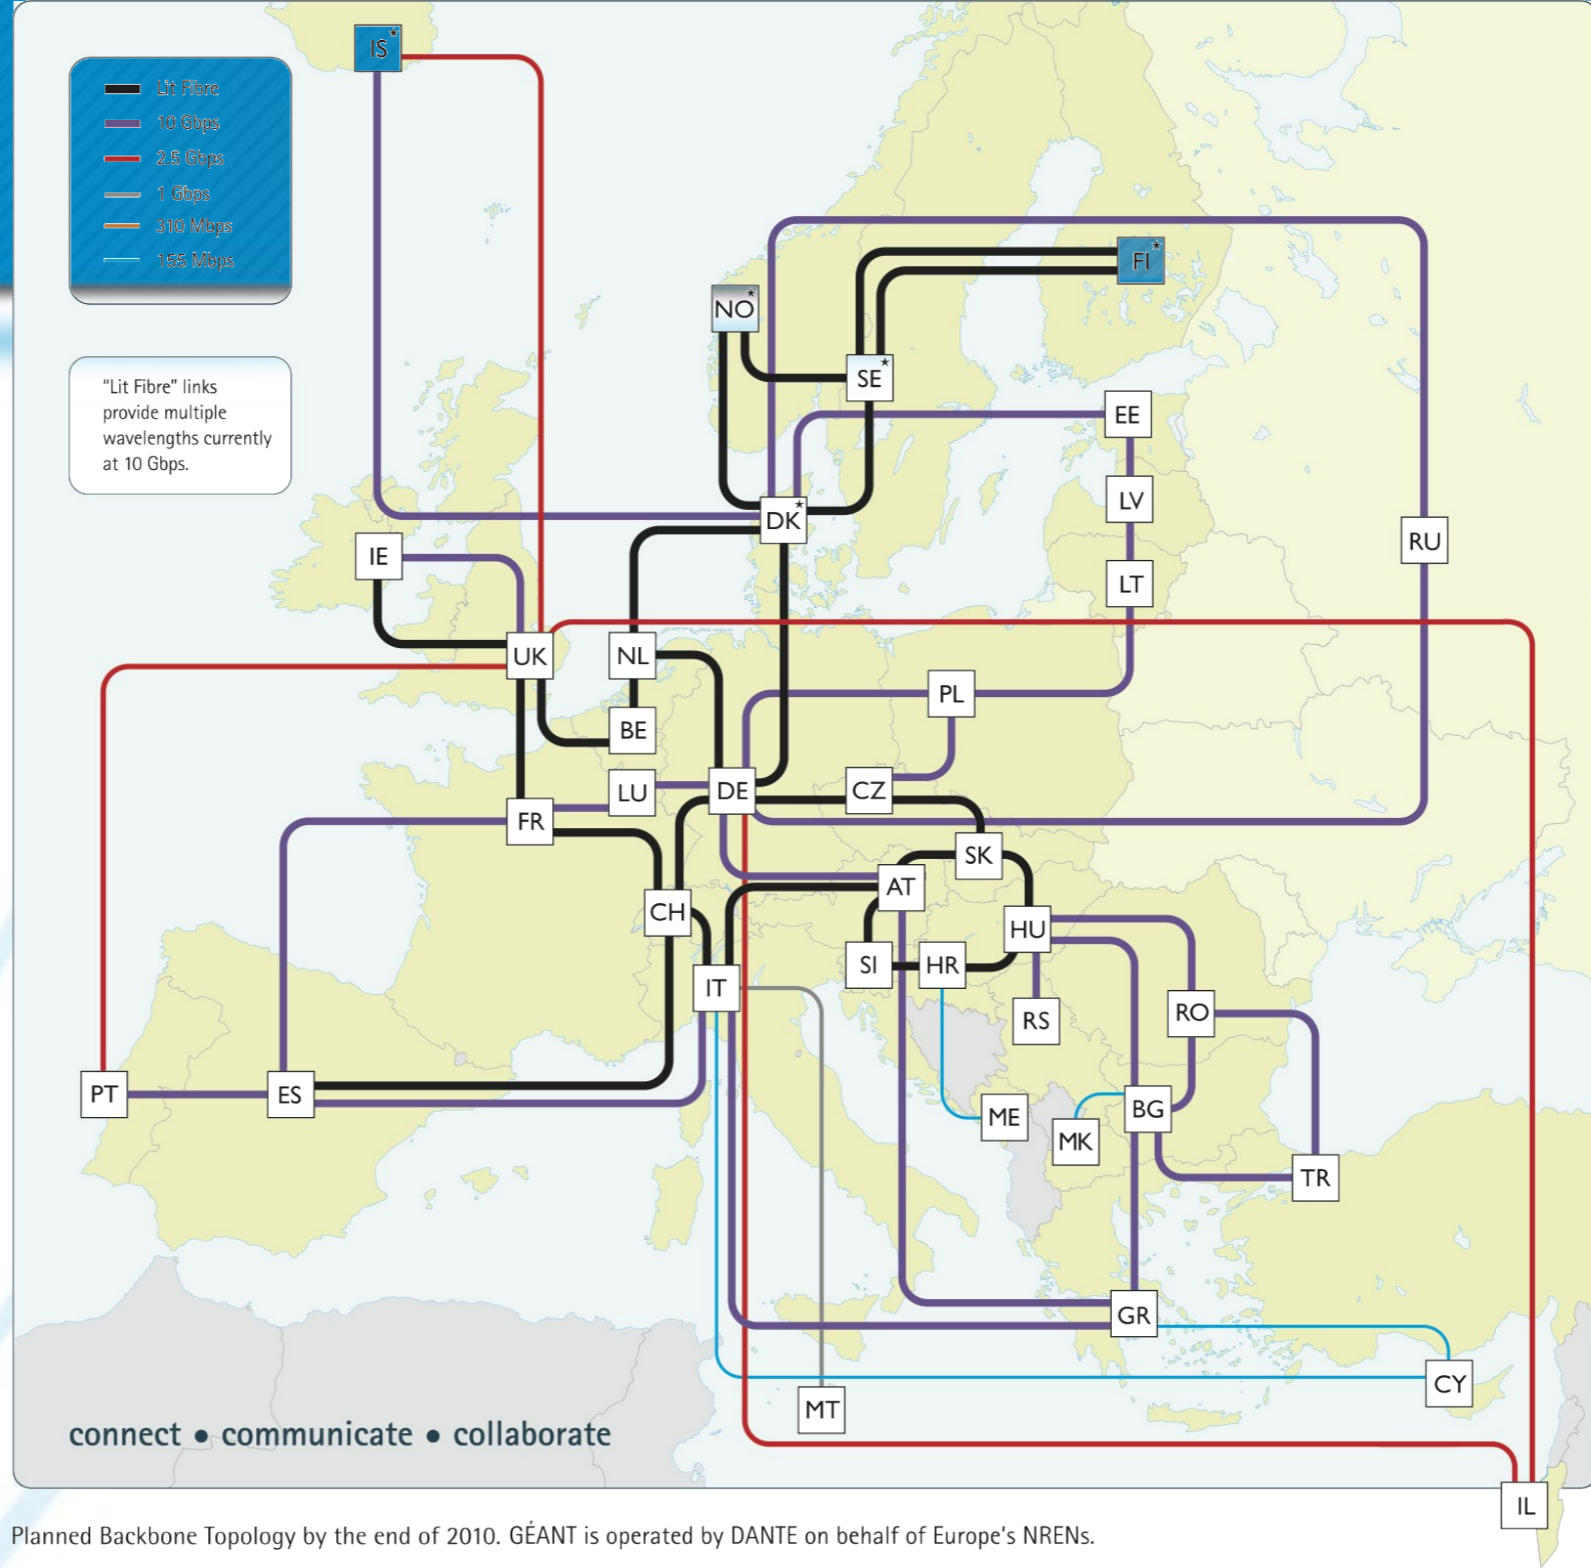 IS*
Lit Fibre
10 Gbps
2.5 Gbps
1 Gbps
310 Mbps
155 Mbps
"Lit Fibre" links
provide multiple
wavelengths currently
at 10 Gbps.
FI*
NO*
SE*
EE
LV
DK*
RU
IE
LT
UK
NL
PL
BE
LU
DE
CZ
FR
SK
AT
CH
HU
SI
HR
IT
RO
RS
PT
ES
BG
ME
MK
TR
GR
CY
MT
connect • communicate • collaborate
IL
Planned Backbone Topology by the end of 2010. GÉANT is operated by DANTE on behalf of Europe's NRENs.